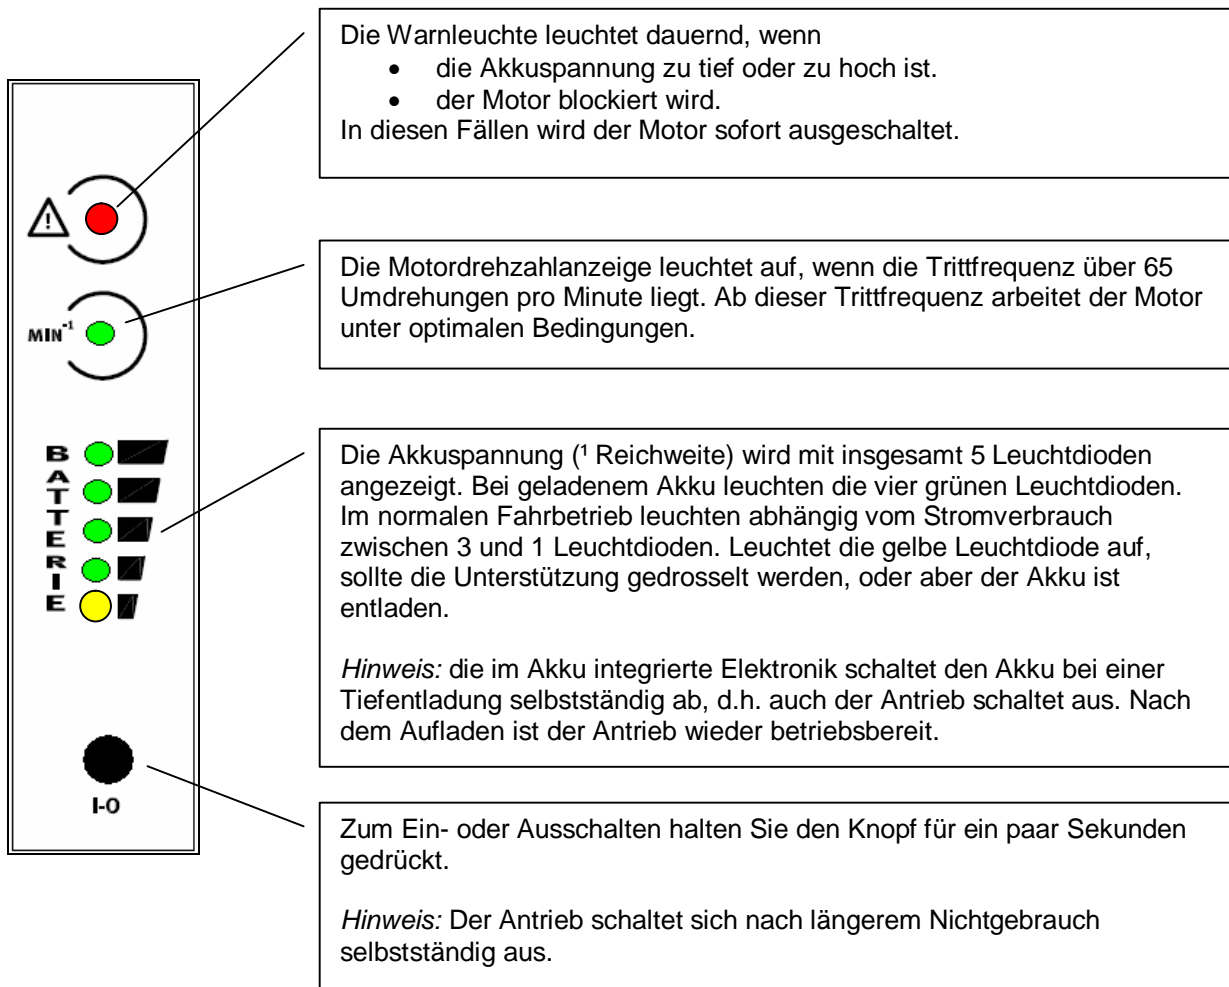 Die Warnleuchte leuchtet dauernd, wenn
• die Akkuspannung zu tief oder zu hoch ist.
• der Motor blockiert wird.
In diesen Fällen wird der Motor sofort ausgeschaltet.
MIN⁻¹
Die Motordrehzahlanzeige leuchtet auf, wenn die Trittfrequenz über 65
Umdrehungen pro Minute liegt. Ab dieser Trittfrequenz arbeitet der Motor
unter optimalen Bedingungen.
BATTERIE
Die Akkuspannung (¹ Reichweite) wird mit insgesamt 5 Leuchtdioden
angezeigt. Bei geladenem Akku leuchten die vier grünen Leuchtdioden.
Im normalen Fahrbetrieb leuchten abhängig vom Stromverbrauch
zwischen 3 und 1 Leuchtdioden. Leuchtet die gelbe Leuchtdiode auf,
sollte die Unterstützung gedrosselt werden, oder aber der Akku ist
entladen.
Hinweis: die im Akku integrierte Elektronik schaltet den Akku bei einer
Tiefentladung selbstständig ab, d.h. auch der Antrieb schaltet aus. Nach
dem Aufladen ist der Antrieb wieder betriebsbereit.
I-O
Zum Ein- oder Ausschalten halten Sie den Knopf für ein paar Sekunden
gedrückt.
Hinweis: Der Antrieb schaltet sich nach längerem Nichtgebrauch
selbstständig aus.